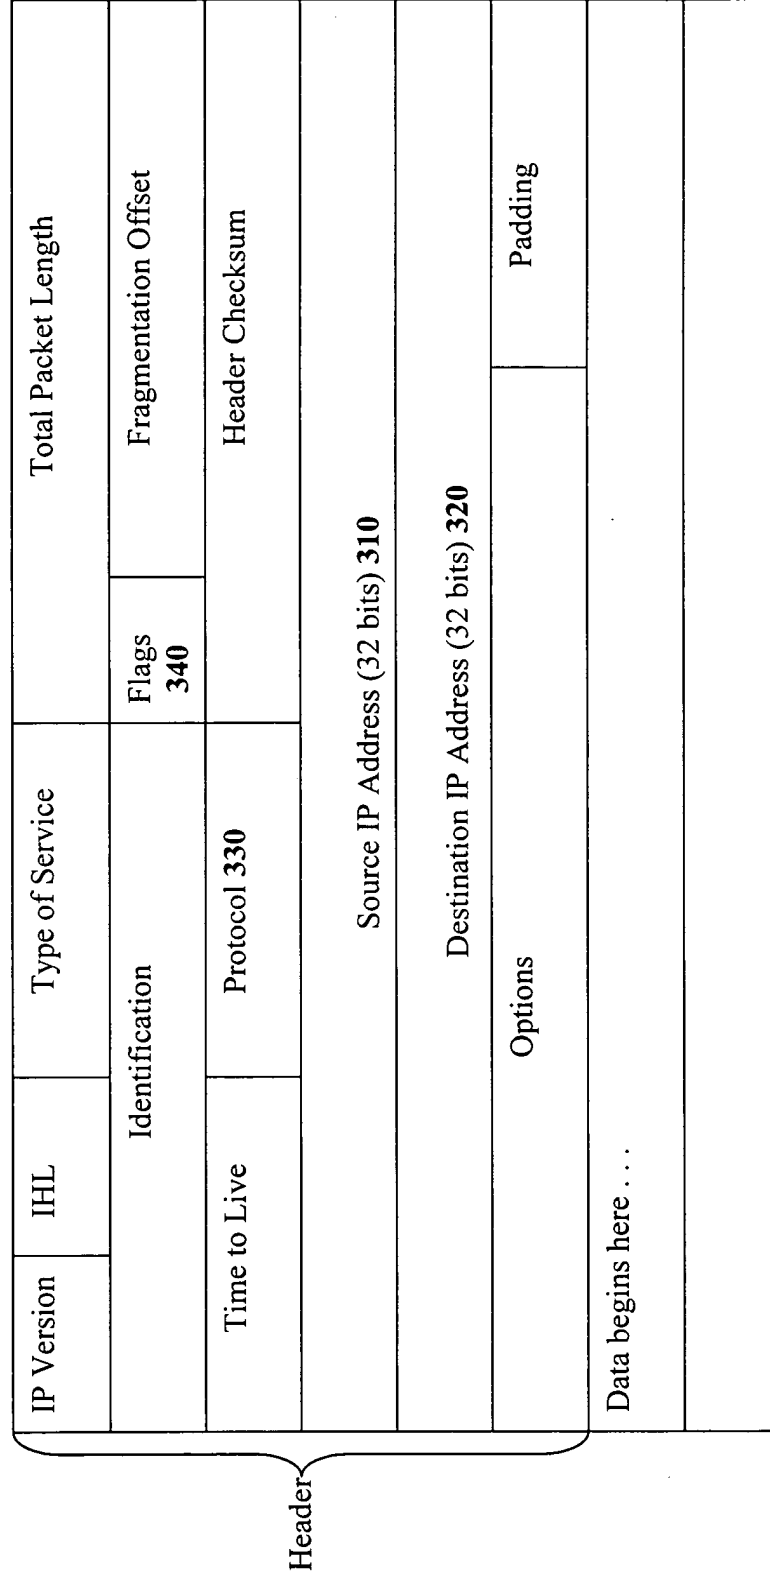 Header
IP Version IHL Type of Service Total Packet Length
Identification Flags 340 Fragmentation Offset
Time to Live Protocol 330 Header Checksum
Source IP Address (32 bits) 310
Destination IP Address (32 bits) 320
Options Padding
Data begins here . . .